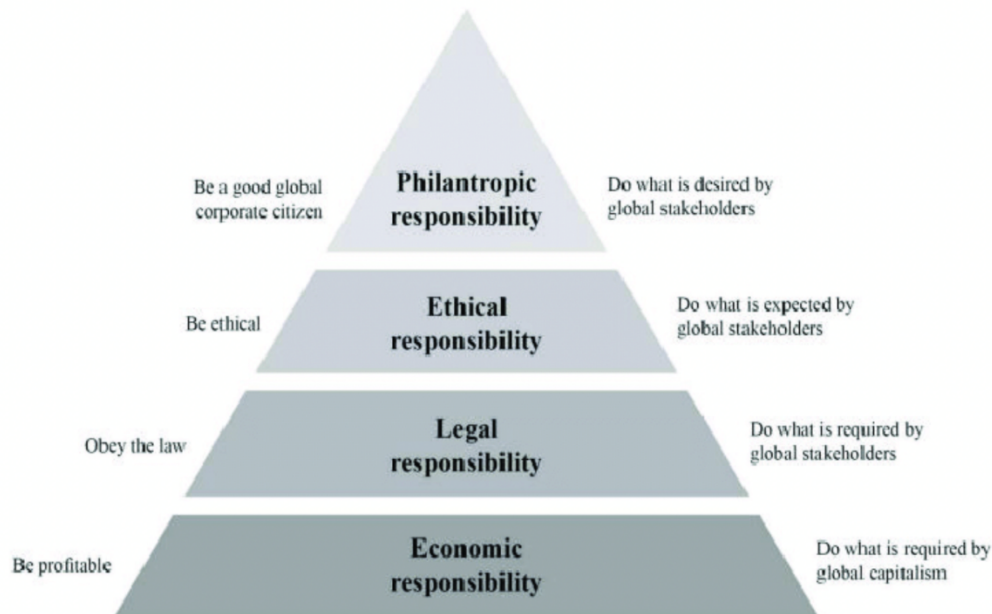 Be a good global
corporate citizen
Philantropic
responsibility
Do what is desired by
global stakeholders
Be ethical
Ethical
responsibility
Do what is expected by
global stakeholders
Obey the law
Legal
responsibility
Do what is required by
global stakeholders
Be profitable
Economic
responsibility
Do what is required by
global capitalism